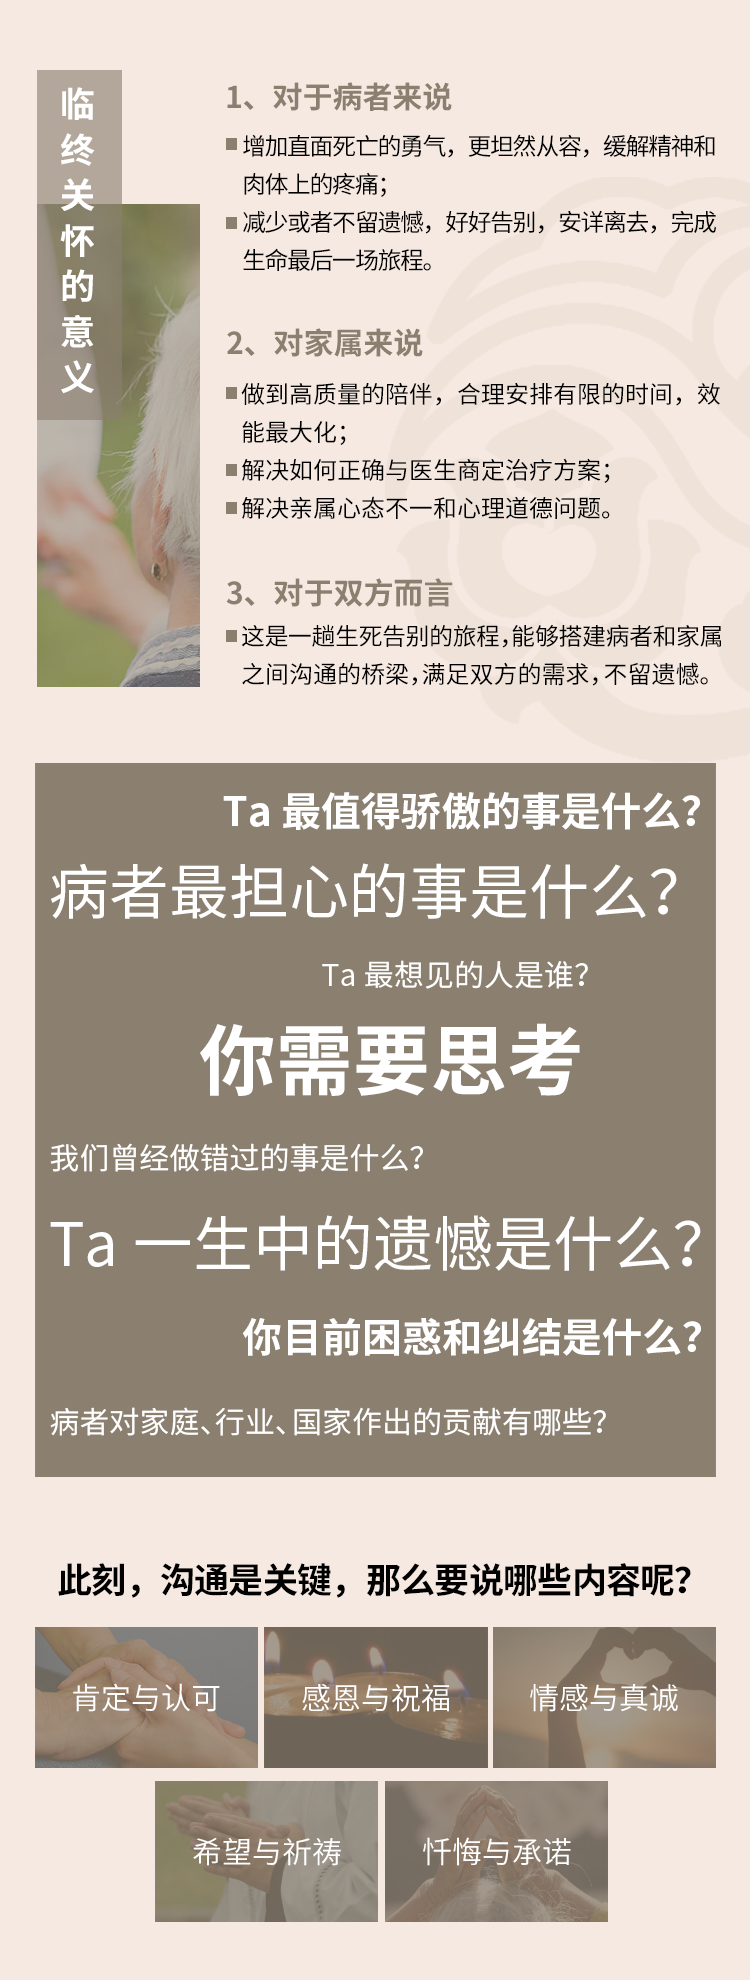 临终关怀的意义
1、对于病者来说
增加直面死亡的勇气，更坦然从容，缓解精神和
肉体上的疼痛；
减少或者不留遗憾，好好告别，安详离去，完成
生命最后一场旅程。
2、对家属来说
做到高质量的陪伴，合理安排有限的时间，效
能最大化；
解决如何正确与医生商定治疗方案；
解决亲属心态不一和心理道德问题。
3、对于双方而言
这是一趟生死告别的旅程，能够搭建病者和家属
之间沟通的桥梁，满足双方的需求，不留遗憾。
Ta 最值得骄傲的事是什么？
病者最担心的事是什么？
Ta 最想见的人是谁？
你需要思考
我们曾经做错过的事是什么？
Ta 一生中的遗憾是什么？
你目前困惑和纠结是什么？
病者对家庭、行业、国家作出的贡献有哪些？
此刻，沟通是关键，那么要说哪些内容呢？
肯定与认可
感恩与祝福
情感与真诚
希望与祈祷
忏悔与承诺